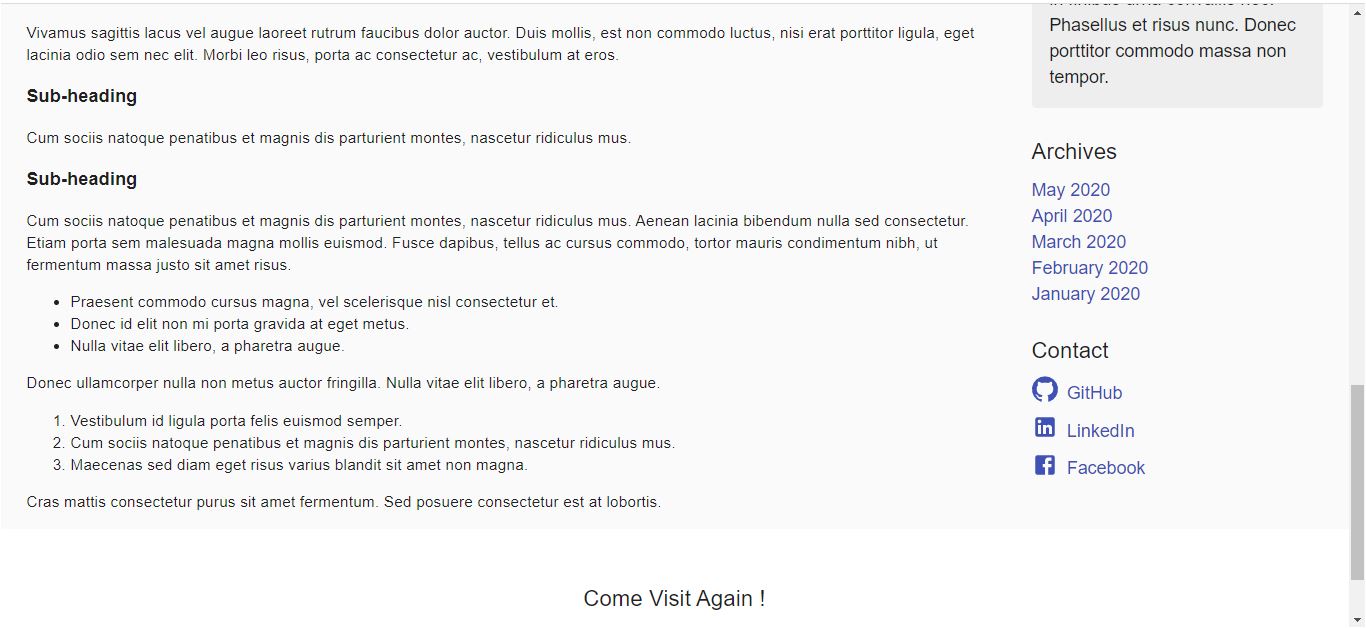 Vivamus sagittis lacus vel augue laoreet rutrum faucibus dolor auctor. Duis mollis, est non commodo luctus, nisi erat porttitor ligula, eget
lacinia odio sem nec elit. Morbi leo risus, porta ac consectetur ac, vestibulum at eros.
Sub-heading
Cum sociis natoque penatibus et magnis dis parturient montes, nascetur ridiculus mus.
Sub-heading
Cum sociis natoque penatibus et magnis dis parturient montes, nascetur ridiculus mus. Aenean lacinia bibendum nulla sed consectetur.
Etiam porta sem malesuada magna mollis euismod. Fusce dapibus, tellus ac cursus commodo, tortor mauris condimentum nibh, ut
fermentum massa justo sit amet risus.
• Praesent commodo cursus magna, vel scelerisque nisl consectetur et.
• Donec id elit non mi porta gravida at eget metus.
• Nulla vitae elit libero, a pharetra augue.
Donec ullamcorper nulla non metus auctor fringilla. Nulla vitae elit libero, a pharetra augue.
1. Vestibulum id ligula porta felis euismod semper.
2. Cum sociis natoque penatibus et magnis dis parturient montes, nascetur ridiculus mus.
3. Maecenas sed diam eget risus varius blandit sit amet non magna.
Cras mattis consectetur purus sit amet fermentum. Sed posuere consectetur est at lobortis.
Phasellus et risus nunc. Donec
porttitor commodo massa non
tempor.
Archives
May 2020
April 2020
March 2020
February 2020
January 2020
Contact
GitHub
LinkedIn
Facebook
Come Visit Again !